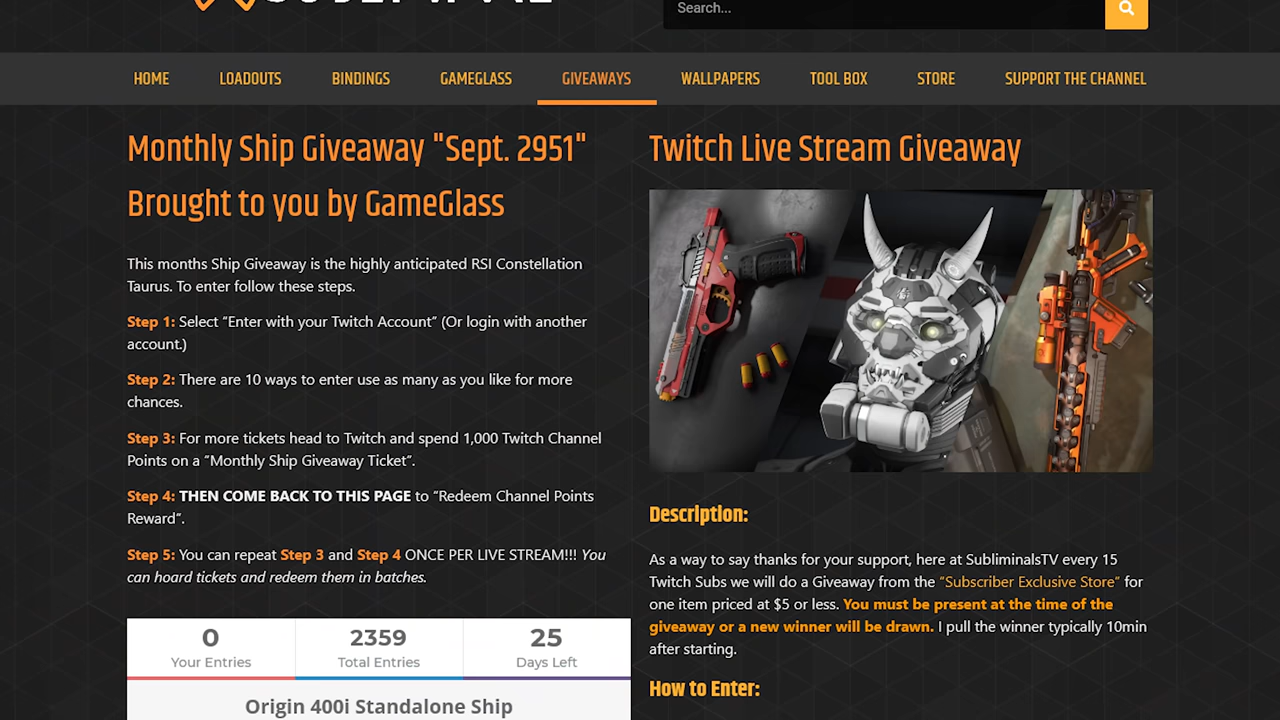 Search...
HOME LOADOUTS BINDINGS GAMEGLASS GIVEAWAYS WALLPAPERS TOOL BOX STORE SUPPORT THE CHANNEL
Monthly Ship Giveaway "Sept. 2951"
Brought to you by GameGlass
This months Ship Giveaway is the highly anticipated RSI Constellation
Taurus. To enter follow these steps.
Step 1: Select “Enter with your Twitch Account” (Or login with another
account.)
Step 2: There are 10 ways to enter use as many as you like for more
chances.
Step 3: For more tickets head to Twitch and spend 1,000 Twitch Channel
Points on a “Monthly Ship Giveaway Ticket”.
Step 4: THEN COME BACK TO THIS PAGE to “Redeem Channel Points
Reward”.
Step 5: You can repeat Step 3 and Step 4 ONCE PER LIVE STREAM!!! You
can hoard tickets and redeem them in batches.
0 2359 25
Your Entries Total Entries Days Left
Origin 400i Standalone Ship
Twitch Live Stream Giveaway
Description:
As a way to say thanks for your support, here at SubliminalsTV every 15
Twitch Subs we will do a Giveaway from the “Subscriber Exclusive Store” for
one item priced at $5 or less. You must be present at the time of the
giveaway or a new winner will be drawn. I pull the winner typically 10min
after starting.
How to Enter: